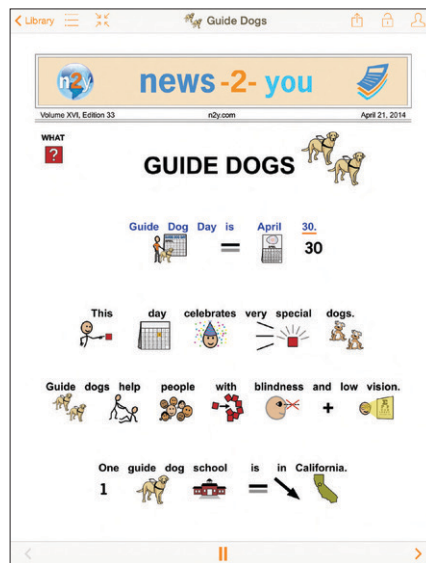 Library
Guide Dogs
n2y
news-2-you
Volume XVI, Edition 33
n2y.com
April 21, 2014
WHAT
?
GUIDE DOGS
Guide Dog Day is April 30.
30
This day celebrates very special dogs.
Guide dogs help people with blindness and low vision.
One guide dog school is in California.
1